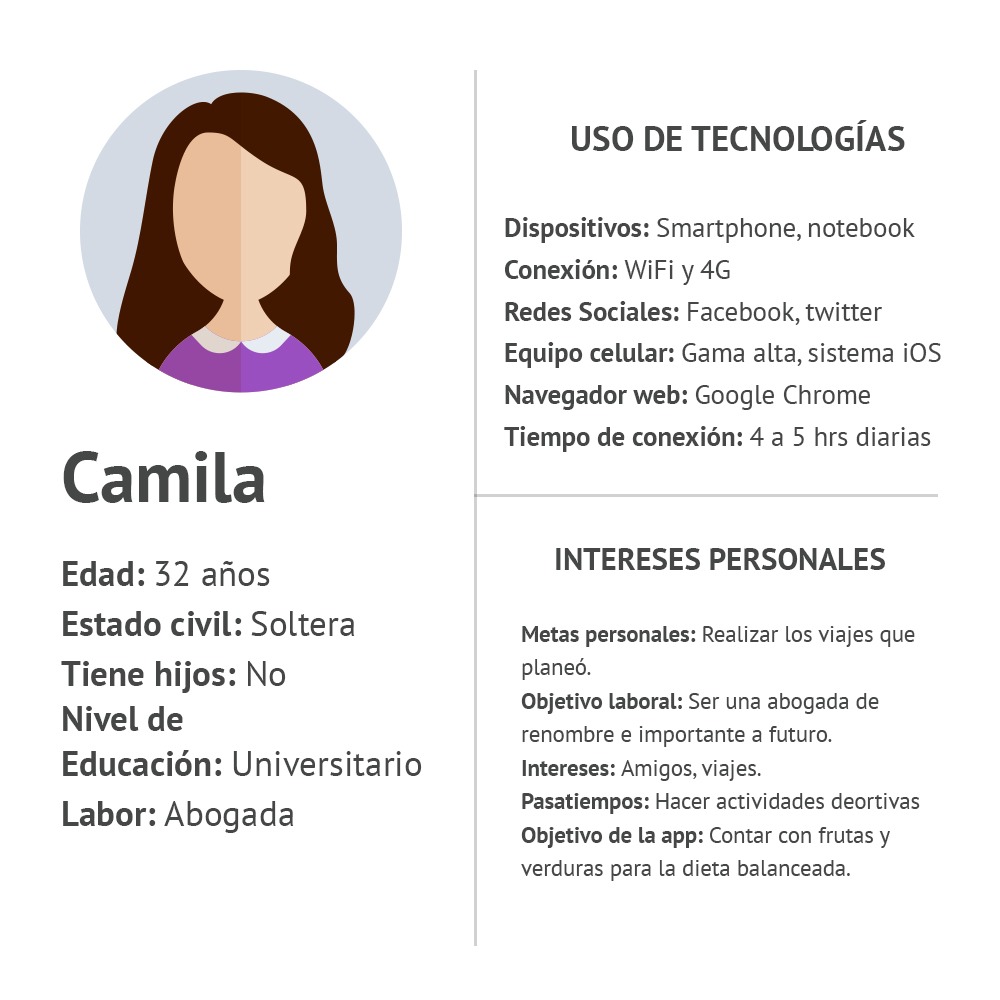 Camila
Edad: 32 años
Estado civil: Soltera
Tiene hijos: No
Nivel de
Educación: Universitario
Labor: Abogada
USO DE TECNOLOGÍAS
Dispositivos: Smartphone, notebook
Conexión: WiFi y 4G
Redes Sociales: Facebook, twitter
Equipo celular: Gama alta, sistema iOS
Navegador web: Google Chrome
Tiempo de conexión: 4 a 5 hrs diarias
INTERESES PERSONALES
Metas personales: Realizar los viajes que
planeó.
Objetivo laboral: Ser una abogada de
renombre e importante a futuro.
Intereses: Amigos, viajes.
Pasatiempos: Hacer actividades deortivas
Objetivo de la app: Contar con frutas y
verduras para la dieta balanceada.